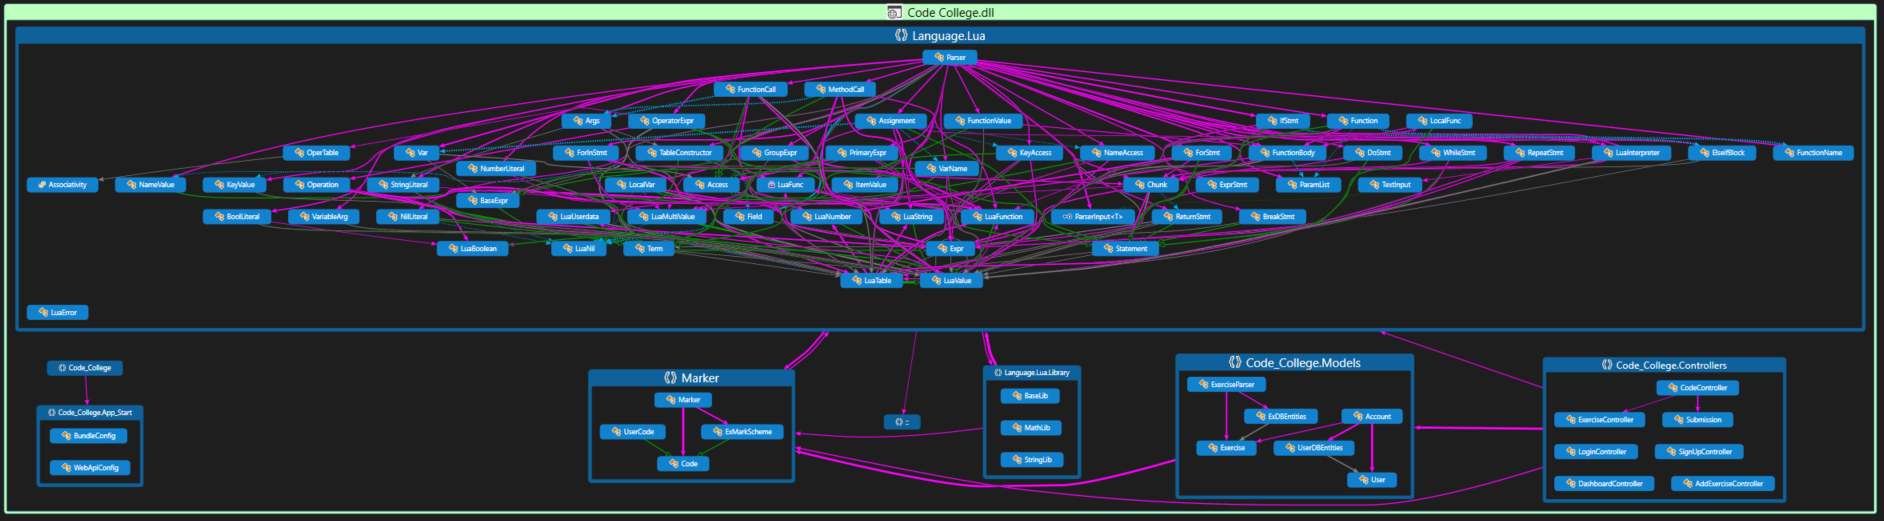 Code College.dll
Language.Lua
Parser
FunctionCall
MethodCall
Args
OperatorExpr
Assignment
FunctionValue
IfStmt
Function
LocalFunc
OperTable
Var
ForInStmt
TableConstructor
GroupExpr
PrimaryExpr
KeyAccess
NameAccess
ForStmt
FunctionBody
DoStmt
WhileStmt
RepeatStmt
LuaInterpreter
ElseifBlock
FunctionName
NumberLiteral
VarName
Associativity
NameValue
KeyValue
Operation
StringLiteral
LocalVar
Access
LuaFunc
ItemValue
Chunk
ExprStmt
ParamList
TextInput
BaseExpr
BoolLiteral
VariableArg
NilLiteral
LuaUserdata
LuaMultiValue
Field
LuaNumber
LuaString
LuaFunction
ParserInput<T>
ReturnStmt
BreakStmt
LuaBoolean
LuaNil
Term
Expr
Statement
LuaTable
LuaValue
LuaError
Code_College
Code_College.App_Start
BundleConfig
WebApiConfig
Marker
Marker
UserCode
ExMarkScheme
Code
Language.Lua.Library
BaseLib
MathLib
StringLib
Code_College.Models
ExerciseParser
ExDBEntities
Account
Exercise
UserDBEntities
User
Code_College.Controllers
CodeController
ExerciseController
Submission
LoginController
SignUpController
DashboardController
AddExerciseController